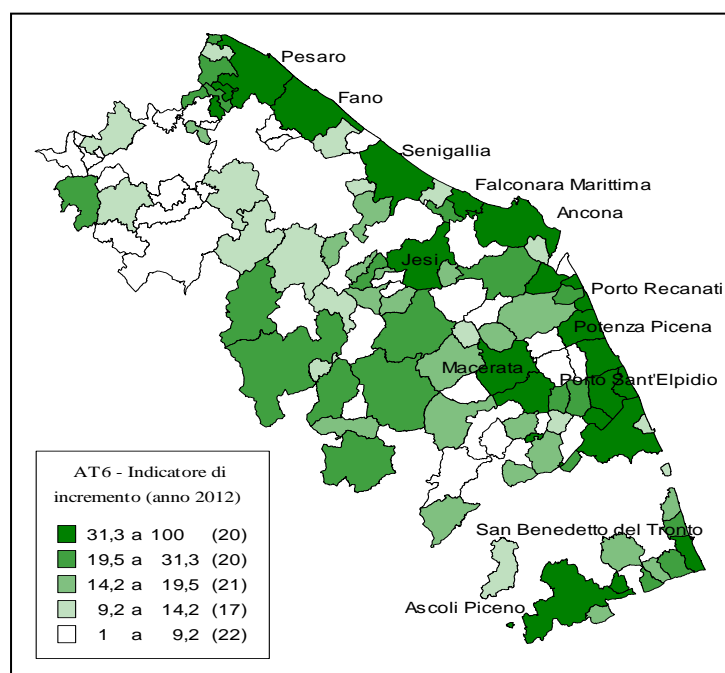 Pesaro
Fano
Senigallia
Falconara Marittima
Ancona
Jesi
Porto Recanati
Potenza Picena
Macerata
Porto Sant'Elpidio
San Benedetto del Tronto
Ascoli Piceno
AT6 - Indicatore di
incremento (anno 2012)
31,3 a 100 (20)
19,5 a 31,3 (20)
14,2 a 19,5 (21)
9,2 a 14,2 (17)
1 a 9,2 (22)